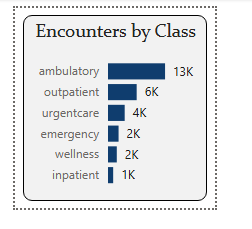 Encounters by Class
ambulatory 13K
outpatient 6K
urgentcare 4K
emergency 2K
wellness 2K
inpatient 1K